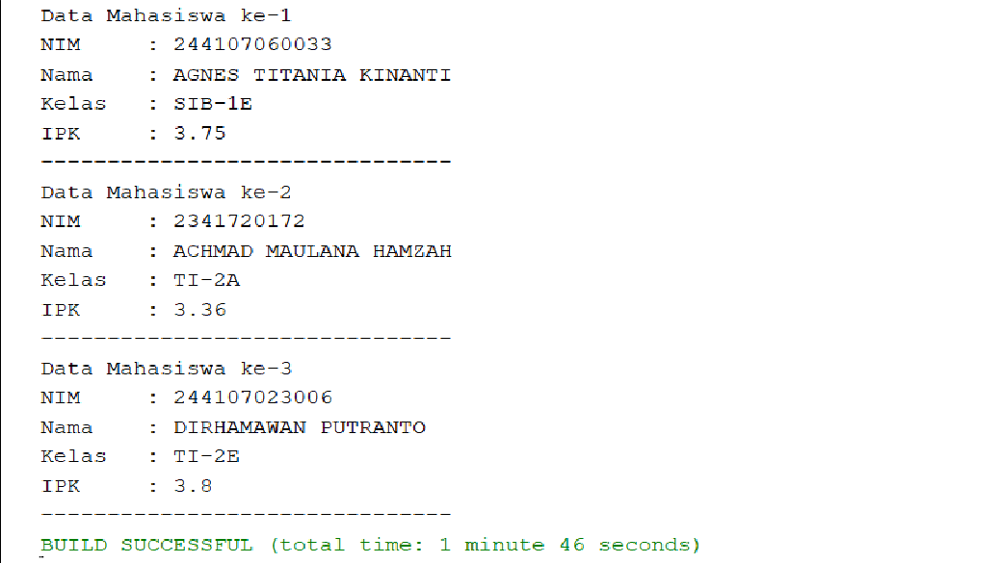 Data Mahasiswa ke-1
NIM     : 244107060033
Nama    : AGNES TITANIA KINANTI
Kelas   : SIB-1E
IPK     : 3.75
-------------------------------
Data Mahasiswa ke-2
NIM     : 2341720172
Nama    : ACHMAD MAULANA HAMZAH
Kelas   : TI-2A
IPK     : 3.36
-------------------------------
Data Mahasiswa ke-3
NIM     : 244107023006
Nama    : DIRHAMAWAN PUTRANTO
Kelas   : TI-2E
IPK     : 3.8
-------------------------------
BUILD SUCCESSFUL (total time: 1 minute 46 seconds)